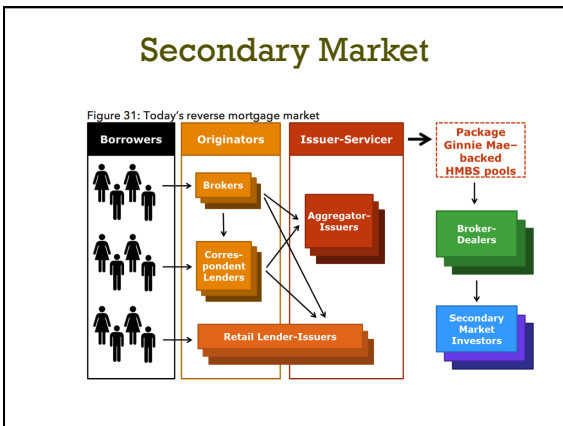 Secondary Market
Figure 31: Today's reverse mortgage market
Borrowers
Originators
Issuer-Servicer
Package
Ginnie Mae–
backed
HMBS pools
Brokers
Aggregator-
Issuers
Broker-
Dealers
Corres-
pondent
Lenders
Retail Lender-Issuers
Secondary
Market
Investors